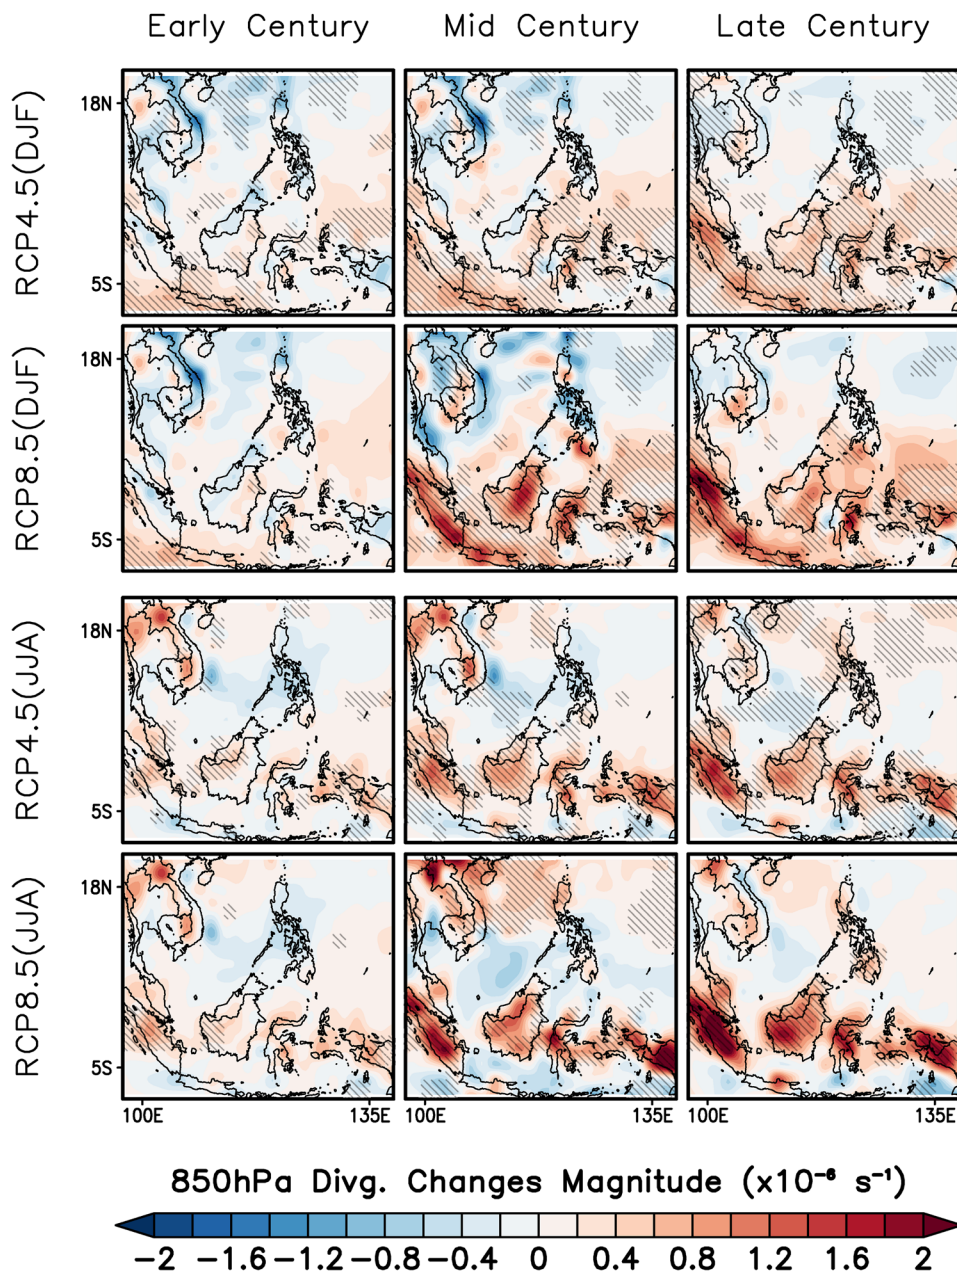 Early Century Mid Century Late Century
RCP4.5(DJF)
18N
5S
RCP8.5(DJF)
18N
5S
RCP4.5(JJA)
18N
5S
RCP8.5(JJA)
18N
5S
100E 135E 100E 135E 100E 135E
850hPa Divg. Changes Magnitude (x10⁻⁶ s⁻¹)
−2 −1.6 −1.2 −0.8 −0.4 0 0.4 0.8 1.2 1.6 2